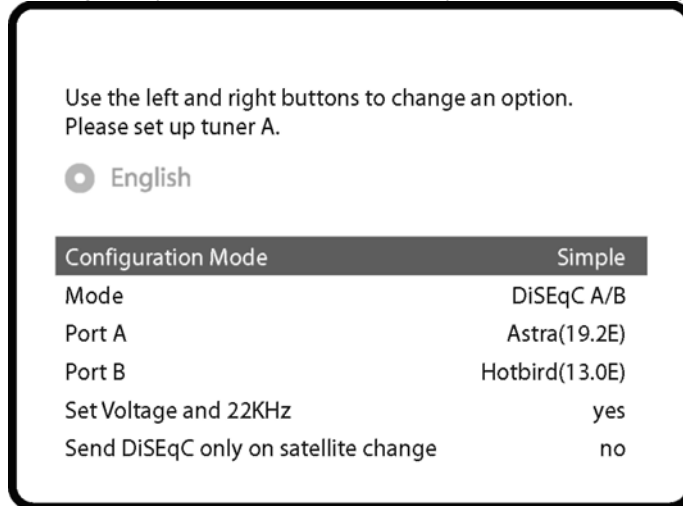 Use the left and right buttons to change an option.
Please set up tuner A.
English
Configuration Mode Simple
Mode DiSEqC A/B
Port A Astra(19.2E)
Port B Hotbird(13.0E)
Set Voltage and 22KHz yes
Send DiSEqC only on satellite change no